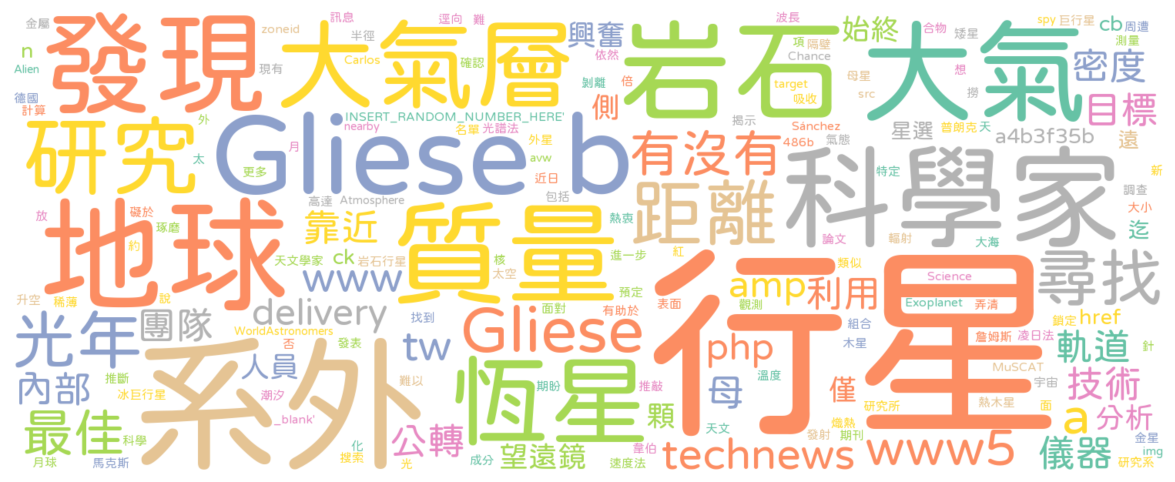 金屬
訊息
逕向
難
波長
spy
巨行星
zoneid
半徑
合物
周遭
發現
大氣層
興奮
岩石
大氣
始終
cb
n
依然
項
隔壁
矮星
測量
Alien
現有
Carlos
確認
剝離
倍
Chance
母星
想
密度
德國
計算
target
吸收
src
撈
側
目標
INSERT_RANDOM_NUMBER_HERE'
外
nearby
名單
光譜法
揭示
Sánchez
普朗克
天
研究
Gliese b
外星
有沒有
486b
氣態
星選
a4b3f35b
遠
太
月
avw
更多
近日
科學家
特定
新
高達
Atmosphere
包括
距離
調查
放
礙於
地球
靠近
質量
熱衷
論文
輻射
大海
大小
迄
琢磨
約
天文學家
ck
岩石行星
核
進一步
紅
太空
www
行星
類似
尋找
升空
稀薄
銳
面對
預定
表面
amp
利用
Science
delivery
觀測
Exoplanet
弄清
光年
團隊
找到
有助於
Gliese
鎖定
href
WorldAstronomers
否
發表
tw
組合
詹姆斯
凌日法
軌道
針
系外
恆星
php
木星
內部
人員
難以
期盼
推敲
溫度
MuSCAT
宇宙
推斷
冰巨行星
潮汐
母
僅
熱木星
面
技術
最佳
_blank'
顆
熾熱
研究所
a
分析
科學
公轉
化
天文
發射
期刊
金星
月球
馬克斯
搜索
光
成分
望遠鏡
速度法
韋伯
technews
www5
儀器
img
研究系